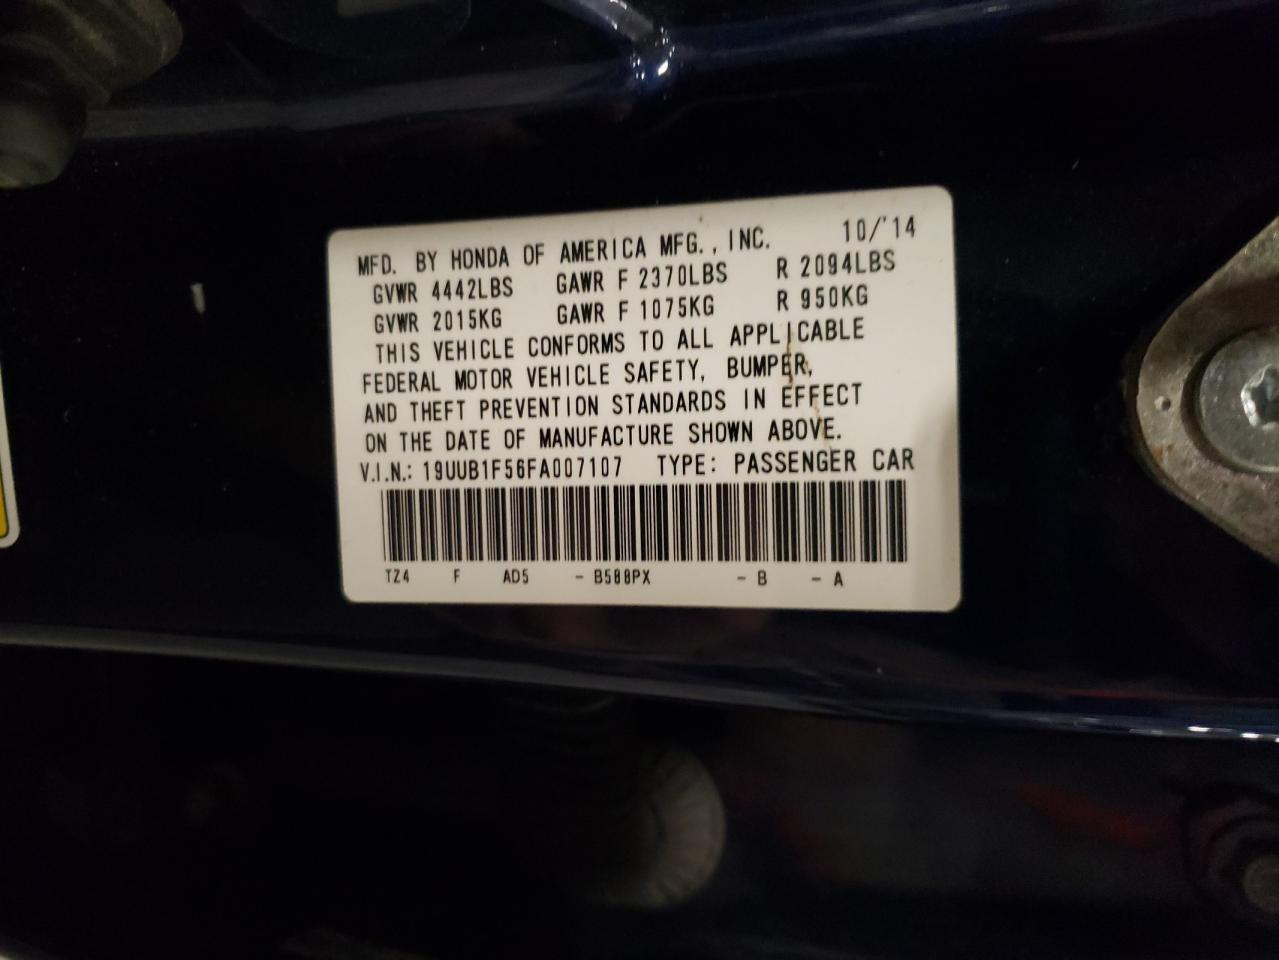 MFD. BY HONDA OF AMERICA MFG., INC. 10/'14
GVWR 4442LBS GAWR F 2370LBS R 2094LBS
GVWR 2015KG GAWR F 1075KG R 950KG
THIS VEHICLE CONFORMS TO ALL APPLICABLE
FEDERAL MOTOR VEHICLE SAFETY, BUMPER,
AND THEFT PREVENTION STANDARDS IN EFFECT
ON THE DATE OF MANUFACTURE SHOWN ABOVE.
V.I.N.: 19UUB1F56FA007107 TYPE: PASSENGER CAR
TZ4 F AD5 - B588PX - B - A